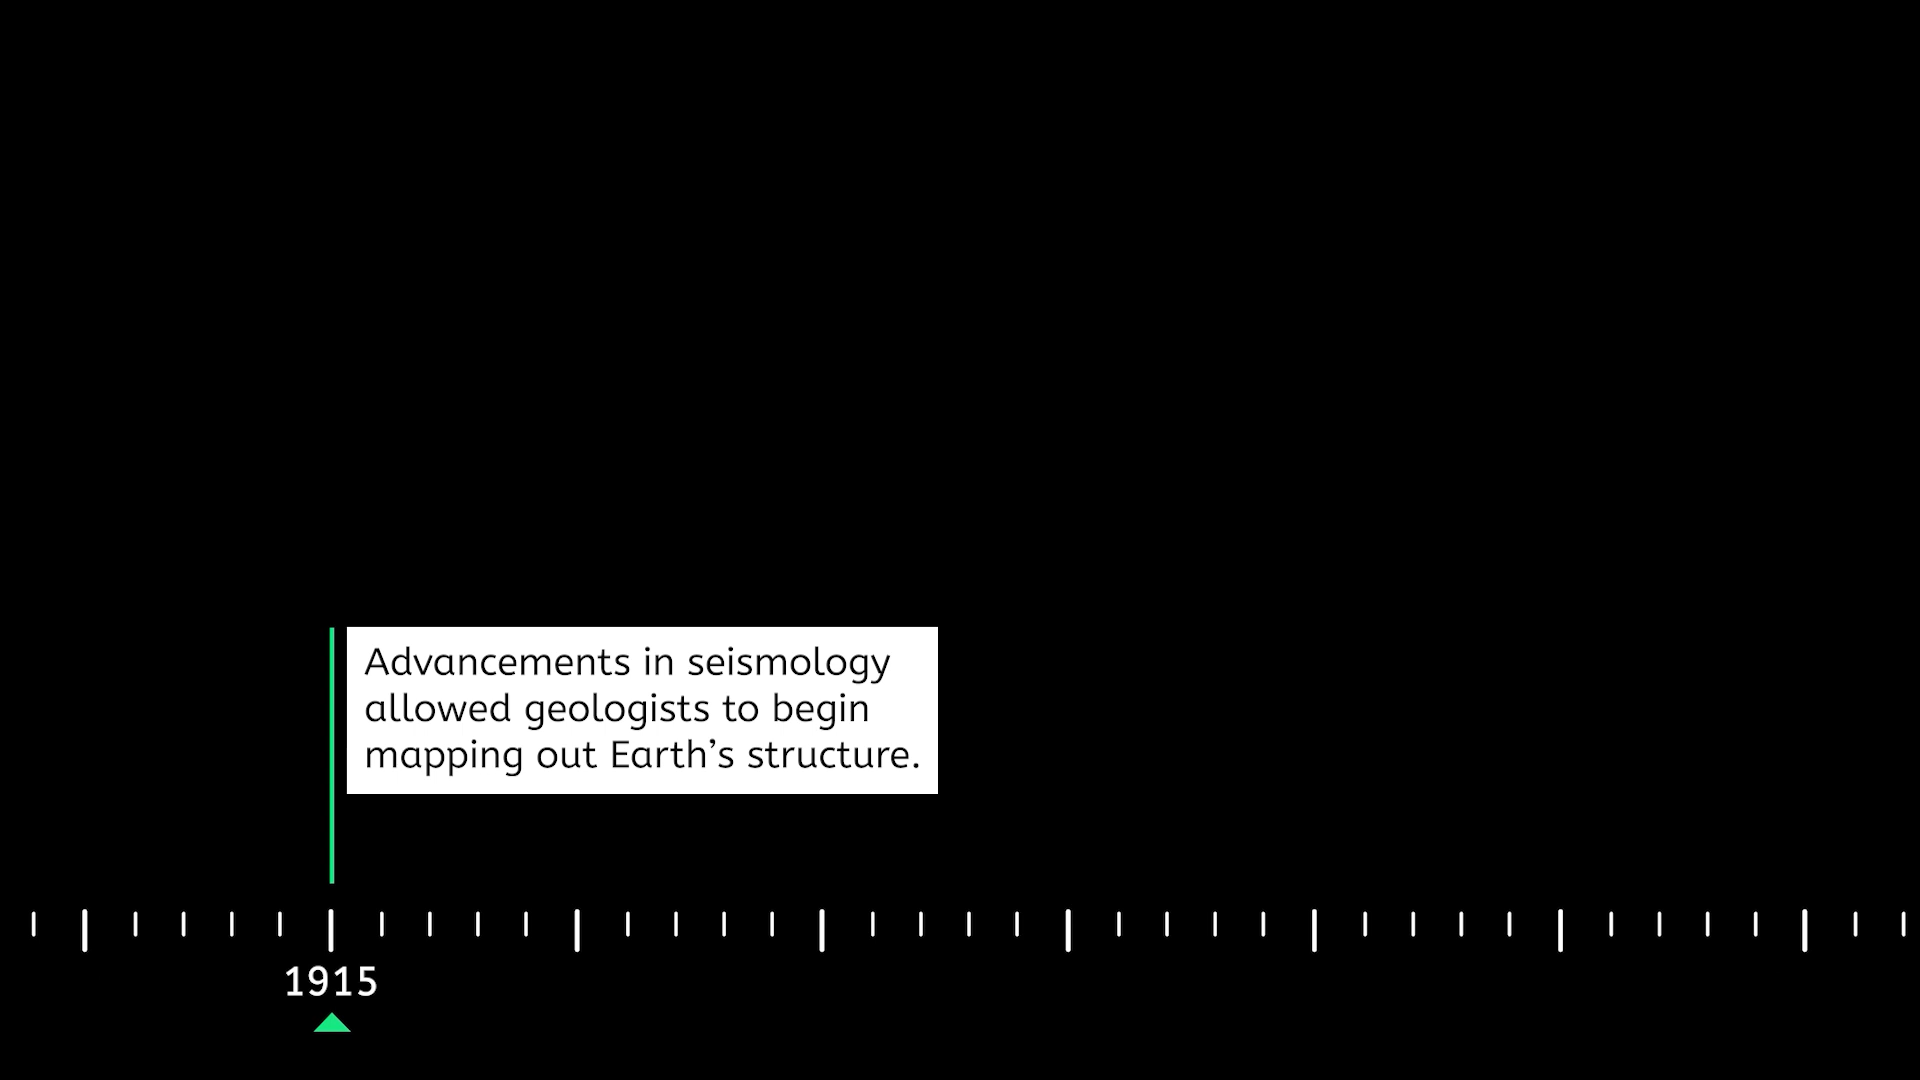 Advancements in seismology
allowed geologists to begin
mapping out Earth’s structure.
1915